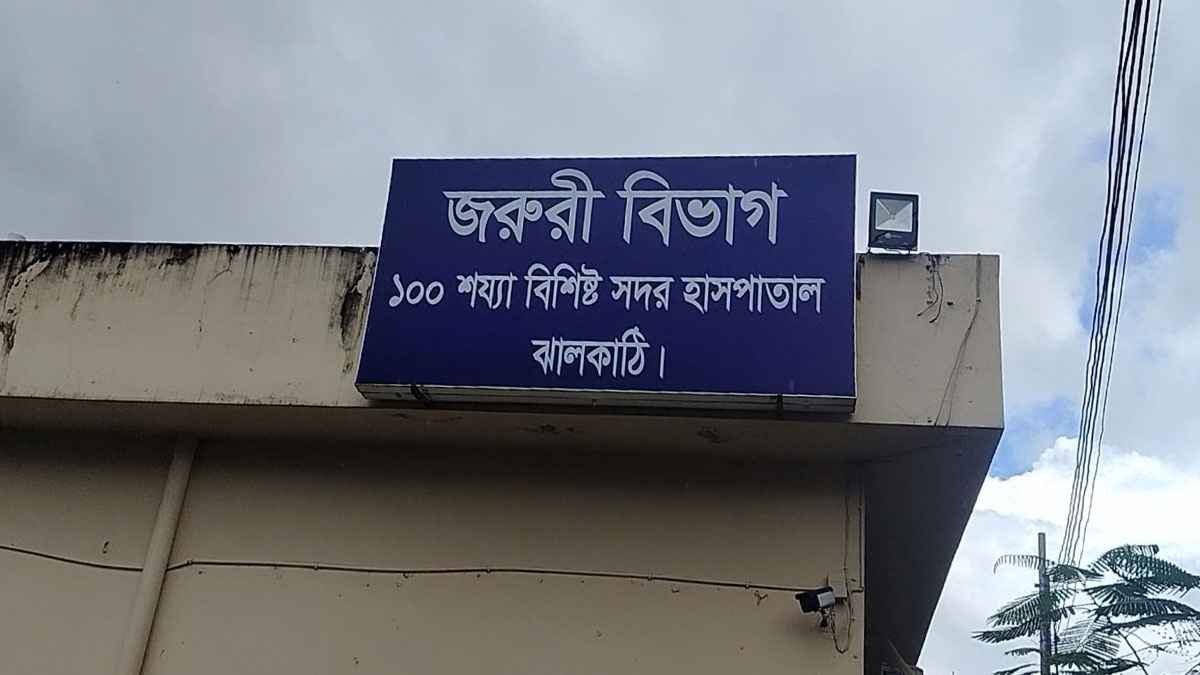 জরুরী বিভাগ
১০০ শয্যা বিশিষ্ট সদর হাসপাতাল
ঝালকাঠি।